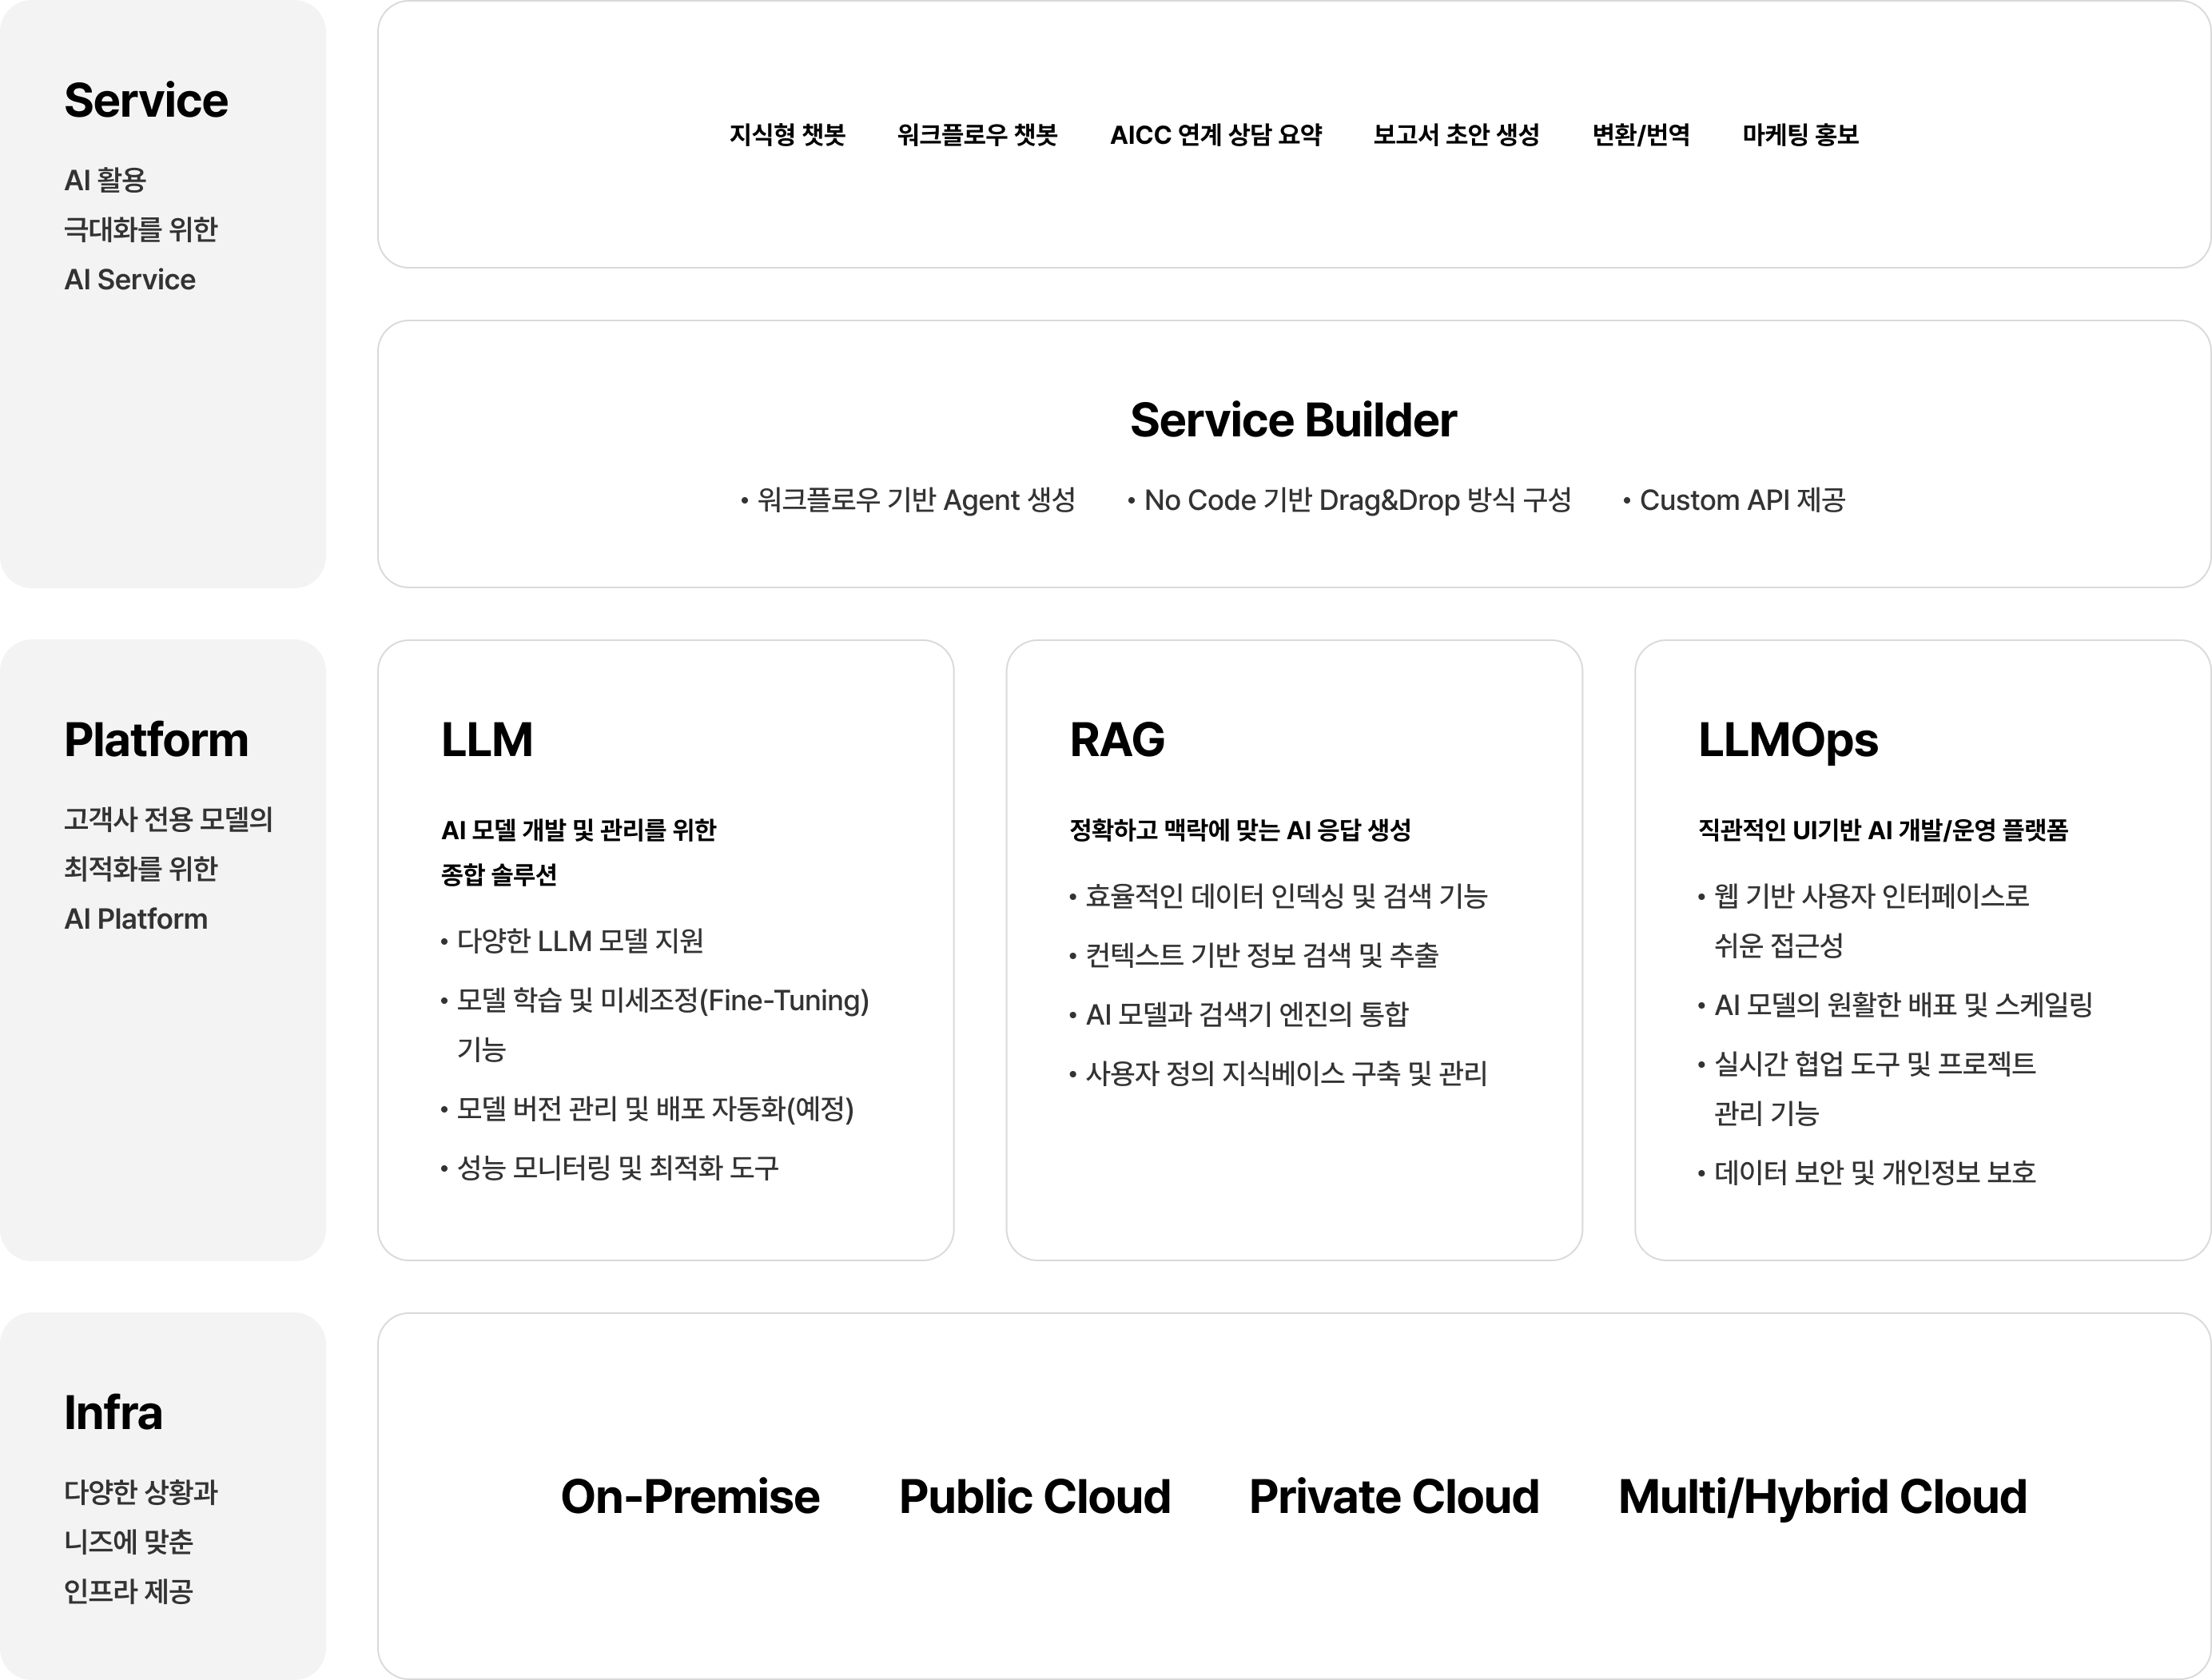 Service
AI 활용
극대화를 위한
AI Service
지식형 챗봇 워크플로우 챗봇 AICC 연계 상담 요약 보고서 초안 생성 변환/번역 마케팅 홍보
Service Builder
• 워크플로우 기반 Agent 생성 • No Code 기반 Drag&Drop 방식 구성 • Custom API 제공
Platform
고객사 전용 모델의
최적화를 위한
AI Platform
LLM
AI 모델 개발 및 관리를 위한
종합 솔루션
• 다양한 LLM 모델 지원
• 모델 학습 및 미세조정(Fine-Tuning)
기능
• 모델 버전 관리 및 배포 자동화(예정)
• 성능 모니터링 및 최적화 도구
RAG
정확하고 맥락에 맞는 AI 응답 생성
• 효율적인 데이터 인덱싱 및 검색 기능
• 컨텍스트 기반 정보 검색 및 추출
• AI 모델과 검색기 엔진의 통합
• 사용자 정의 지식베이스 구축 및 관리
LLMOps
직관적인 UI기반 AI 개발/운영 플랫폼
• 웹 기반 사용자 인터페이스로
쉬운 접근성
• AI 모델의 원활한 배포 및 스케일링
• 실시간 협업 도구 및 프로젝트
관리 기능
• 데이터 보안 및 개인정보 보호
Infra
다양한 상황과
니즈에 맞춘
인프라 제공
On-Premise Public Cloud Private Cloud Multi/Hybrid Cloud